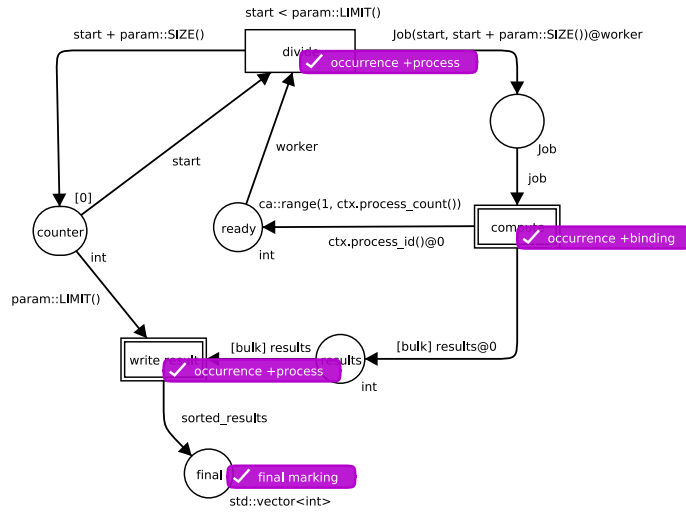 start < param::LIMIT()
start + param::SIZE()
Job(start, start + param::SIZE())@worker
divide
occurrence +process
Job
start
worker
job
[0]
ca::range(1, ctx.process_count())
counter
ready
compute
occurrence +binding
ctx.process_id()@0
int
int
param::LIMIT()
[bulk] results
[bulk] results@0
write result
results
occurrence +process
int
sorted_results
final
final marking
std::vector<int>